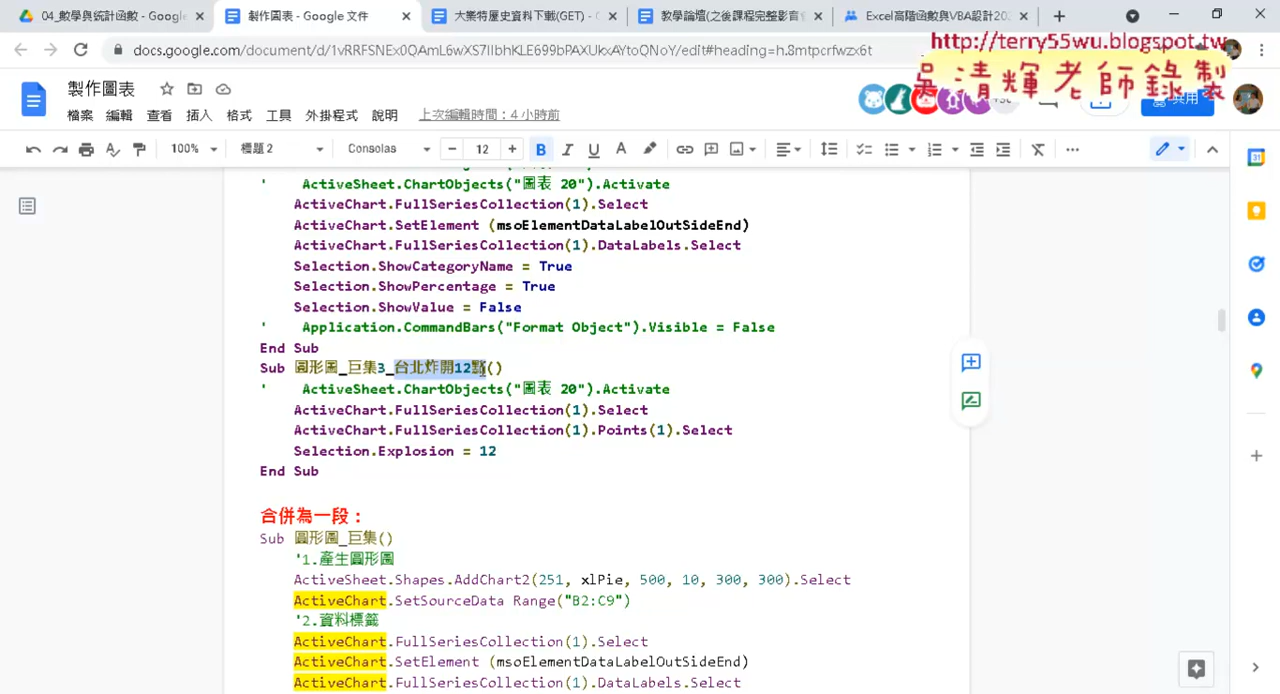 04_數學與統計函數 - Google
製作圖表 - Google 文件
大樂特歷史資料下載(GET) - G
教學論壇(之後課程完整影音會
Excel高階函數與VBA設計202
docs.google.com/document/d/1vRRFSNEx0QAmL6wXS7IIbhKLE699bPAXUkxAYtoQNoY/edit#heading=h.8mtpcrfwzx6t
http://terry55wu.blogspot.tw
吳清輝老師錄製
製作圖表
共用
檔案 編輯 查看 插入 格式 工具 外掛程式 說明 上次編輯時間：4 小時前
100% 標題 2 Consolas 12 B I U A
' ActiveSheet.ChartObjects("圖表 20").Activate
ActiveChart.FullSeriesCollection(1).Select
ActiveChart.SetElement (msoElementDataLabelOutSideEnd)
ActiveChart.FullSeriesCollection(1).DataLabels.Select
Selection.ShowCategoryName = True
Selection.ShowPercentage = True
Selection.ShowValue = False
' Application.CommandBars("Format Object").Visible = False
End Sub
Sub 圓形圖_巨集3_台北炸開12點()
' ActiveSheet.ChartObjects("圖表 20").Activate
ActiveChart.FullSeriesCollection(1).Select
ActiveChart.FullSeriesCollection(1).Points(1).Select
Selection.Explosion = 12
End Sub
合併為一段：
Sub 圓形圖_巨集()
'1.產生圓形圖
ActiveSheet.Shapes.AddChart2(251, xlPie, 500, 10, 300, 300).Select
ActiveChart.SetSourceData Range("B2:C9")
'2.資料標籤
ActiveChart.FullSeriesCollection(1).Select
ActiveChart.SetElement (msoElementDataLabelOutSideEnd)
ActiveChart.FullSeriesCollection(1).DataLabels.Select